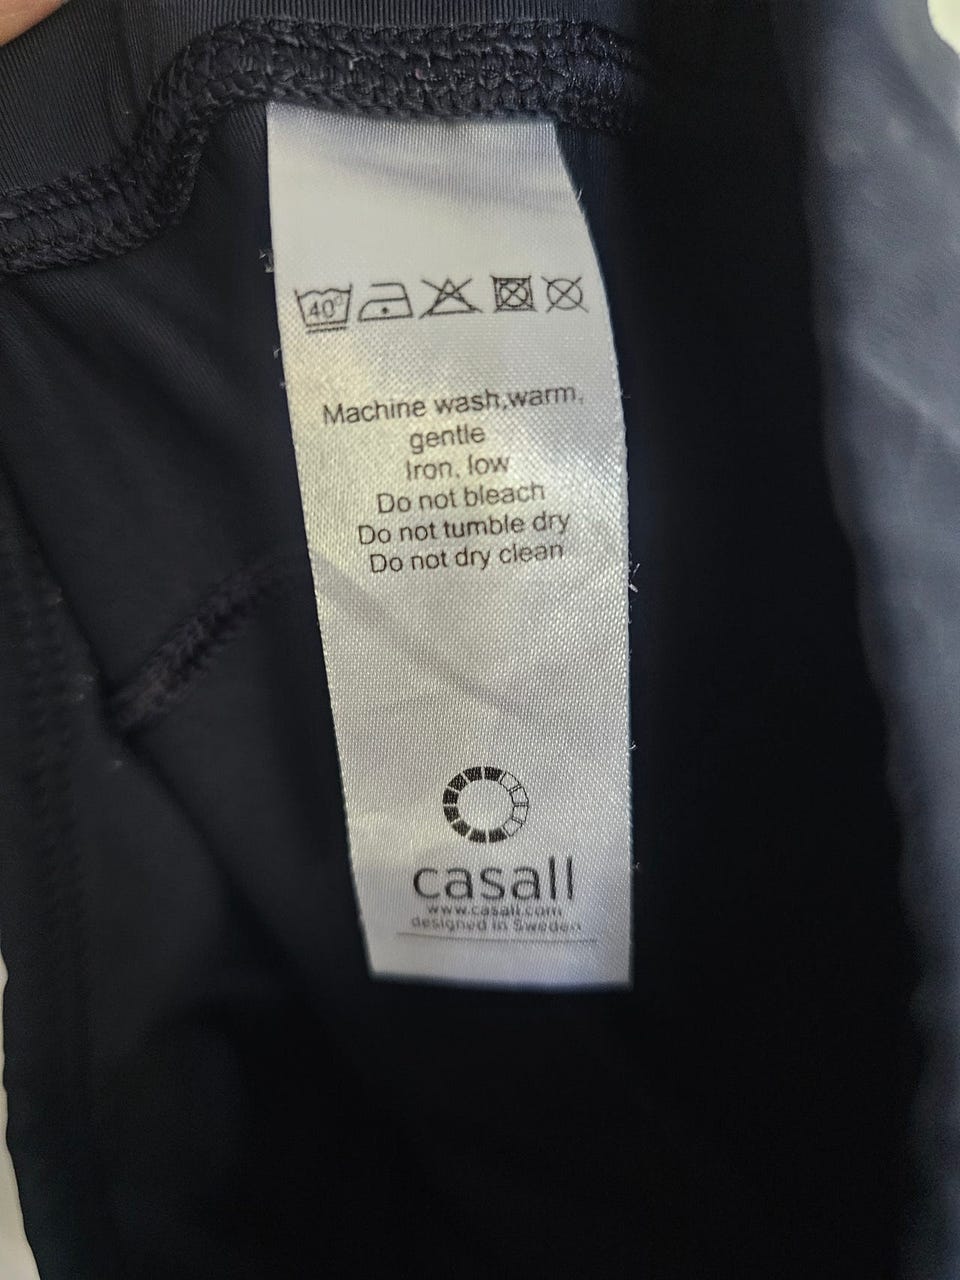 40°
Machine wash,warm,
gentle
Iron, low
Do not bleach
Do not tumble dry
Do not dry clean
casall
www.casall.com
designed in Sweden